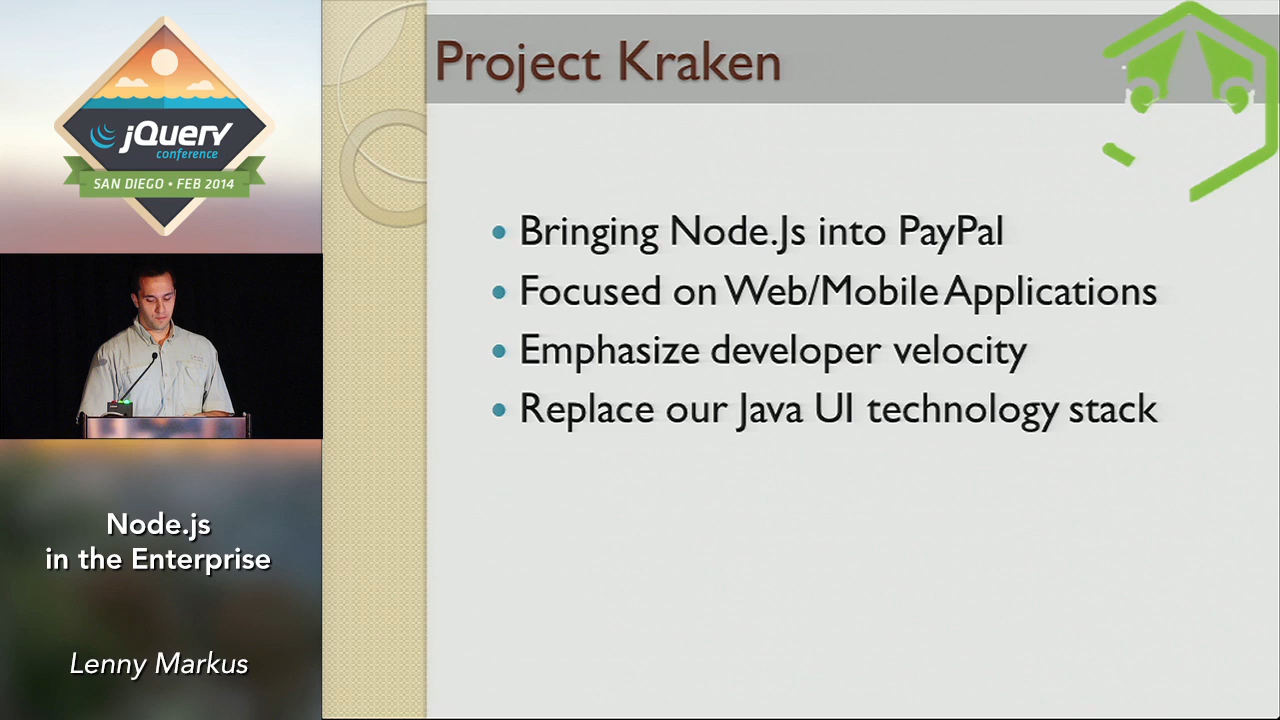 jQuery
conference
SAN DIEGO • FEB 2014
Node.js
in the Enterprise
Lenny Markus
Project Kraken
• Bringing Node.Js into PayPal
• Focused on Web/Mobile Applications
• Emphasize developer velocity
• Replace our Java UI technology stack